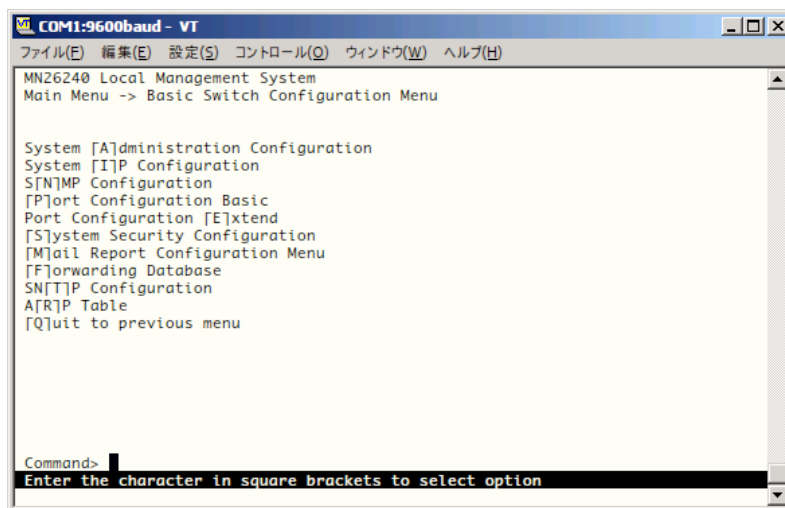 COM1:9600baud - VT
ファイル(F) 編集(E) 設定(S) コントロール(O) ウィンドウ(W) ヘルプ(H)
MN26240 Local Management System
Main Menu -> Basic Switch Configuration Menu
System [A]dministration Configuration
System [I]P Configuration
S[N]MP Configuration
[P]ort Configuration Basic
Port Configuration [E]xtend
[S]ystem Security Configuration
[M]ail Report Configuration Menu
[F]orwarding Database
SN[T]P Configuration
A[R]P Table
[Q]uit to previous menu
Command>
Enter the character in square brackets to select option